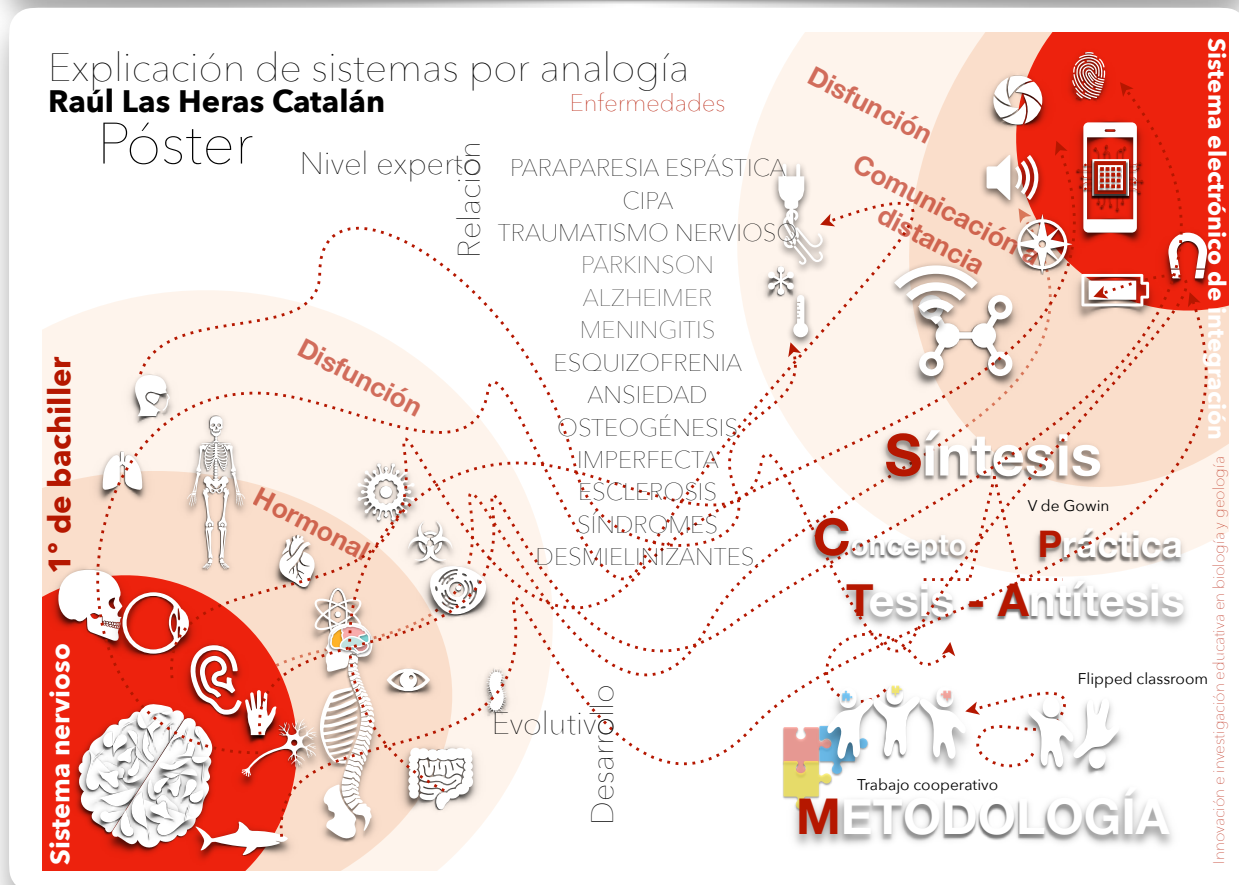 Explicación de sistemas por analogía
Raúl Las Heras Catalán
Póster
Enfermedades
Nivel experto
Relación
PARAPARESIA ESPÁSTICA
CIPA
TRAUMATISMO NERVIOSO
PARKINSON
ALZHEIMER
MENINGITIS
ESQUIZOFRENIA
ANSIEDAD
OSTEOGÉNESIS
IMPERFECTA
ESCLEROSIS
SÍNDROMES
DESMIELINIZANTES
Disfunción
Comunicación a
distancia
Sistema electrónico de integración
Disfunción
Hormonal
1° de bachiller
Sistema nervioso
Evolutivo
Desarrollo
Síntesis
V de Gowin
Concepto
Práctica
Tesis - Antítesis
Flipped classroom
Trabajo cooperativo
METODOLOGÍA
Innovación e investigación educativa en biología y geología